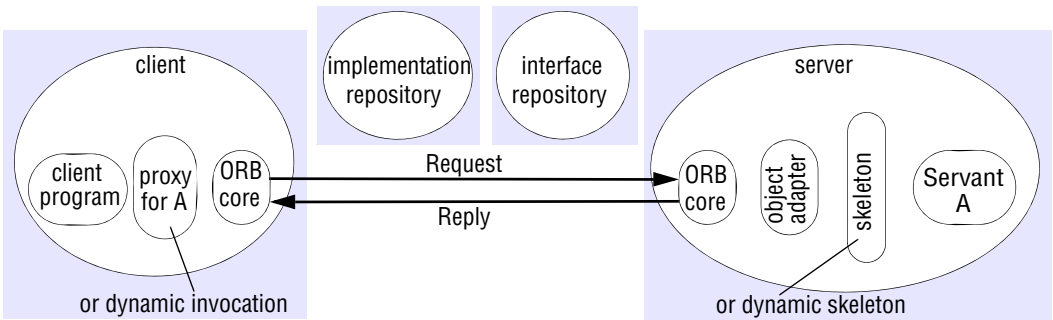 client
implementation
repository
interface
repository
server
client
program
proxy
for A
ORB
core
Request
Reply
ORB
core
object
adapter
skeleton
Servant
A
or dynamic invocation
or dynamic skeleton